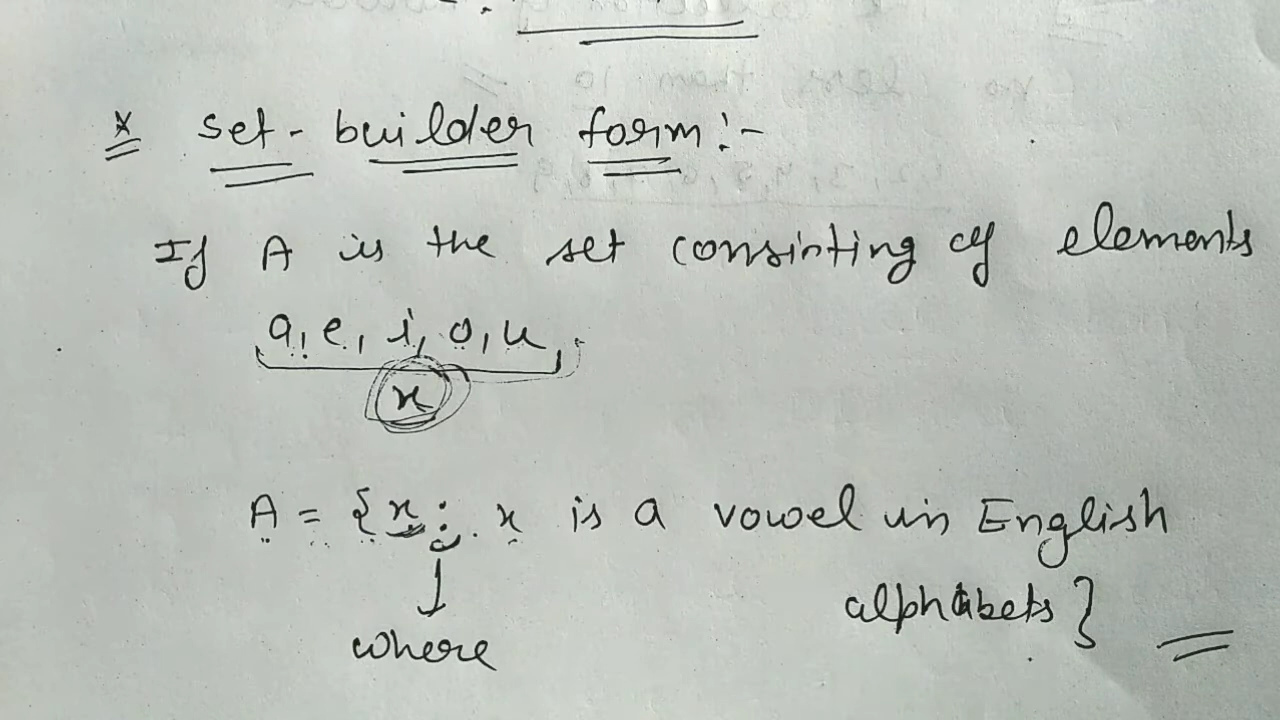 * set-builder form:-
If A is the set consisting of elements
a, e, i, o, u,
x
A = {x : x is a vowel in English
alphabets}
where